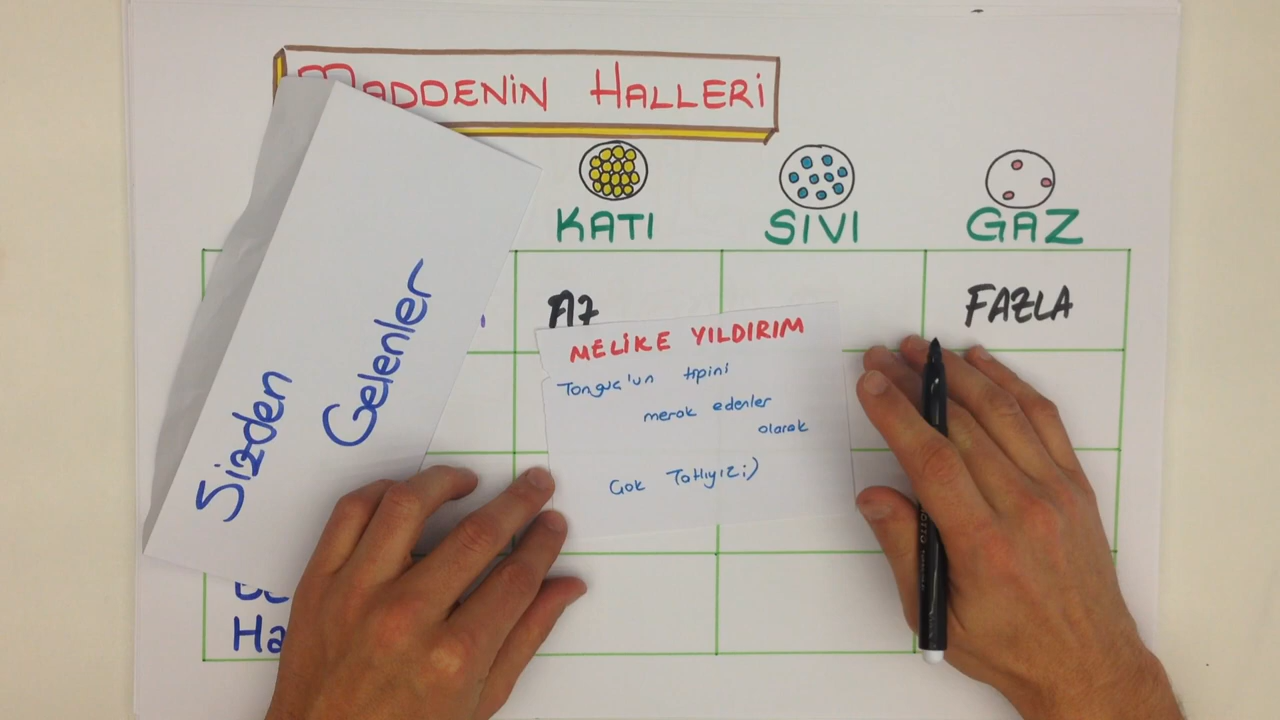 MADDENİN HALLERİ
KATI SIVI GAZ
AZ FAZLA
Sizden
Gelenler
MELİKE YILDIRIM
Tonguç'un tipini
merak edenler
olarak
Çok Tatlıyız ;)
Ha